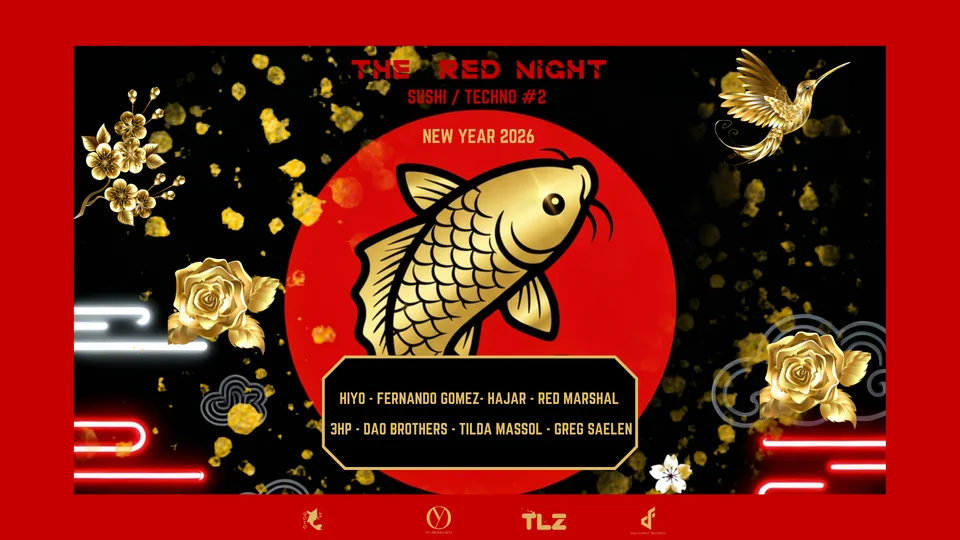 THE RED NIGHT
SUSHI / TECHNO #2
NEW YEAR 2026
HIYO - FERNANDO GOMEZ- HAJAR - RED MARSHAL
3HP - DAO BROTHERS - TILDA MASSOL - GREG SAELEN
TLZ